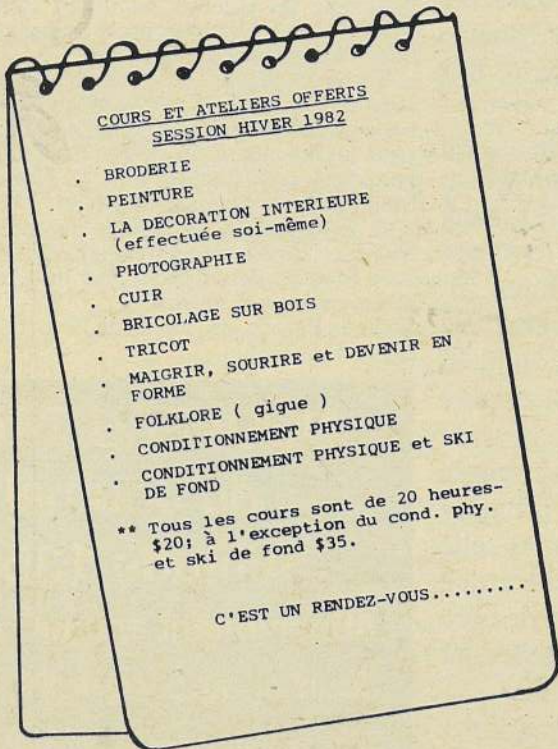 COURS ET ATELIERS OFFERTS
SESSION HIVER 1982
. BRODERIE
. PEINTURE
. LA DECORATION INTERIEURE
(effectuée soi-même)
. PHOTOGRAPHIE
. CUIR
. BRICOLAGE SUR BOIS
. TRICOT
. MAIGRIR, SOURIRE et DEVENIR EN
FORME
. FOLKLORE ( gigue )
. CONDITIONNEMENT PHYSIQUE
. CONDITIONNEMENT PHYSIQUE et SKI
DE FOND
** Tous les cours sont de 20 heures-
$20; à l'exception du cond. phy.
et ski de fond $35.
C'EST UN RENDEZ-VOUS.........